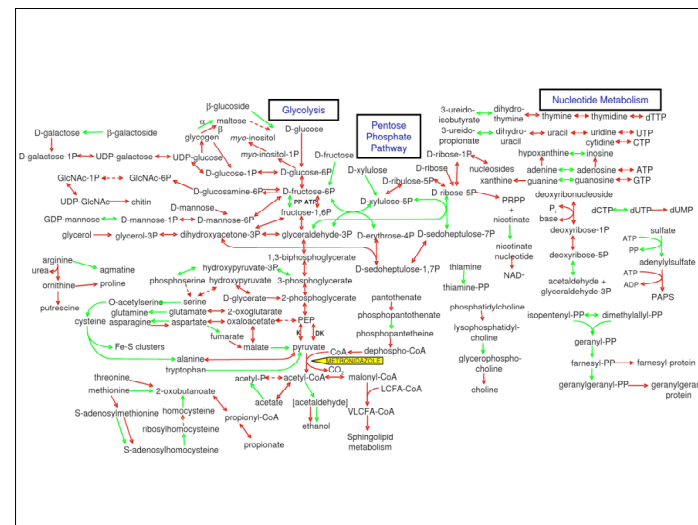 Glycolysis
Pentose
Phosphate
Pathway
Nucleotide Metabolism
β-glucoside
α maltose
β
glycogen
D-galactose
β-galactoside
D galactose-1P
UDP galactose
UDP-glucose
GlcNAC-1P
GlcNAC-6P
UDP GlcNAc
chitin
GDP mannose
D mannose-1P
D-mannose-6P
D-mannose
D-glucosamine-6P
D-glucose-1P
D-glucose
myo-inositol
myo-inositol-1P
D-glucose-6P
D-fructose
D-fructose-6P
PP ATP
fructose-1,6P
glycerol
glycerol-3P
dihydroxyacetone-3P
glyceraldehyde-3P
D-erythrose-4P
D-sedoheptulose-7P
D-sedoheptulose-1,7P
D-xylulose
D-xylulose-5P
D-ribulose-5P
D-ribose
D-ribose-1P
D ribose 5P
nucleosides
PRPP
+
nicotinate
nicotinate
nucleotide
NAD-
3-ureido-
isobutyrate
dihydro-
thymine
thymine
thymidine
dTTP
3-ureido-
propionate
dihydro-
uracil
uracil
uridine
UTP
cytidine
CTP
hypoxanthine
inosine
adenine
adenosine
ATP
xanthine
guanine
guanosine
GTP
deoxyribonucleoside
Pi
base
deoxyribose-1P
deoxyribose-5P
acetaldehyde +
glyceraldehyde 3P
dCTP
dUTP
dUMP
sulfate
ATP
PP
adenylylsulfate
ATP
ADP
PAPS
1,3-biphosphoglycerate
3-phosphoglycerate
2-phosphoglycerate
hydroxypyruvate-3P
phosphoserine
hydroxypyruvate
serine
D-glycerate
arginine
urea
agmatine
ornithine
proline
putrescine
O-acetylserine
cysteine
glutamine
glutamate
2-oxoglutarate
asparagine
aspartate
oxaloacetate
fumarate
malate
PEP
K
DK
pyruvate
Fe-S clusters
alanine
tryptophan
CoA
METRONIDAZOLE
CO2
dephospho-CoA
pantothenate
phosphopantothenate
phosphopantetheine
thiamine
thiamine-PP
phosphatidylcholine
lysophosphatidyl-
choline
glycerophospho-
choline
choline
isopentenyl-PP
dimethylallyl-PP
geranyl-PP
farnesyl-PP
farnesyl-protein
geranylgeranyl-PP
geranylgeran
protein
threonine
methionine
2-oxobutanoate
S-adenosylmethionine
homocysteine
ribosylhomocysteine
S-adenosylhomocysteine
propionyl-CoA
propionate
acetyl-P
acetyl-CoA
acetate
[acetaldehyde]
ethanol
malonyl-CoA
LCFA-CoA
VLCFA-CoA
Sphingolipid
metabolism